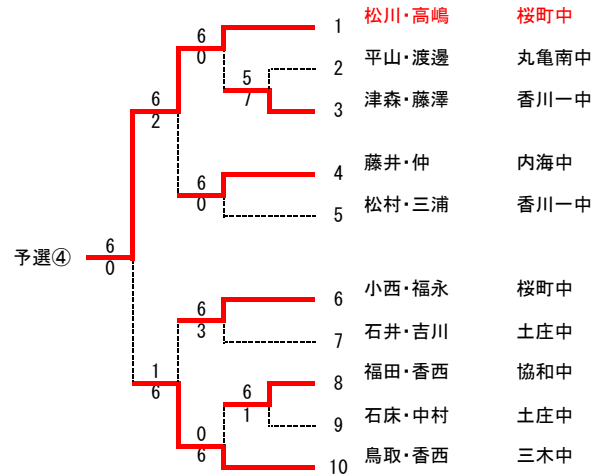 1 松川・高嶋 桜町中
2 平山・渡邊 丸亀南中
3 津森・藤澤 香川一中
4 藤井・仲 内海中
5 松村・三浦 香川一中
6 小西・福永 桜町中
7 石井・吉川 土庄中
8 福田・香西 協和中
9 石床・中村 土庄中
10 鳥取・香西 三木中
予選④
6
0
6
2
6
0
5
7
6
0
1
6
6
3
6
1
0
6